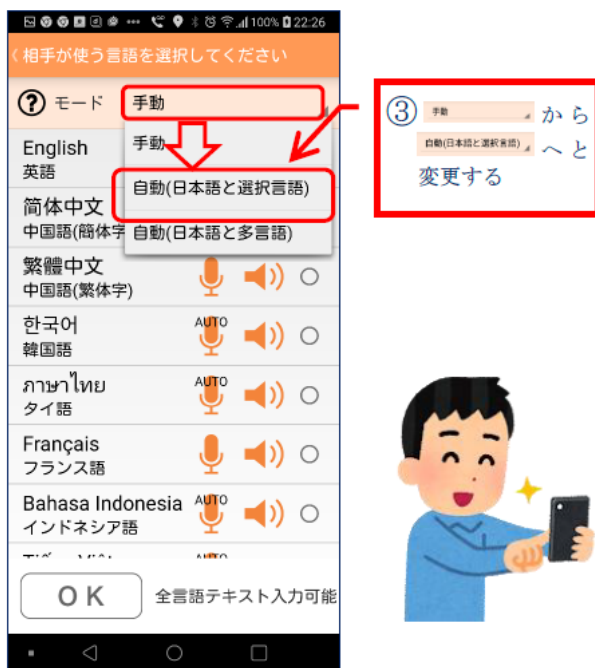 100% 22:26
〈相手が使う言語を選択してください
? モード 手動
手動
自動(日本語と選択言語)
自動(日本語と多言語)
English
英語
简体中文
中国語(簡体字
繁體中文
中国語(繁体字)
한국어
AUTO
韓国語
ภาษาไทย
AUTO
タイ語
Français
フランス語
Bahasa Indonesia
AUTO
インドネシア語
AUTO
OK
全言語テキスト入力可能
③ 手動 から
自動(日本語と選択言語) へと
変更する